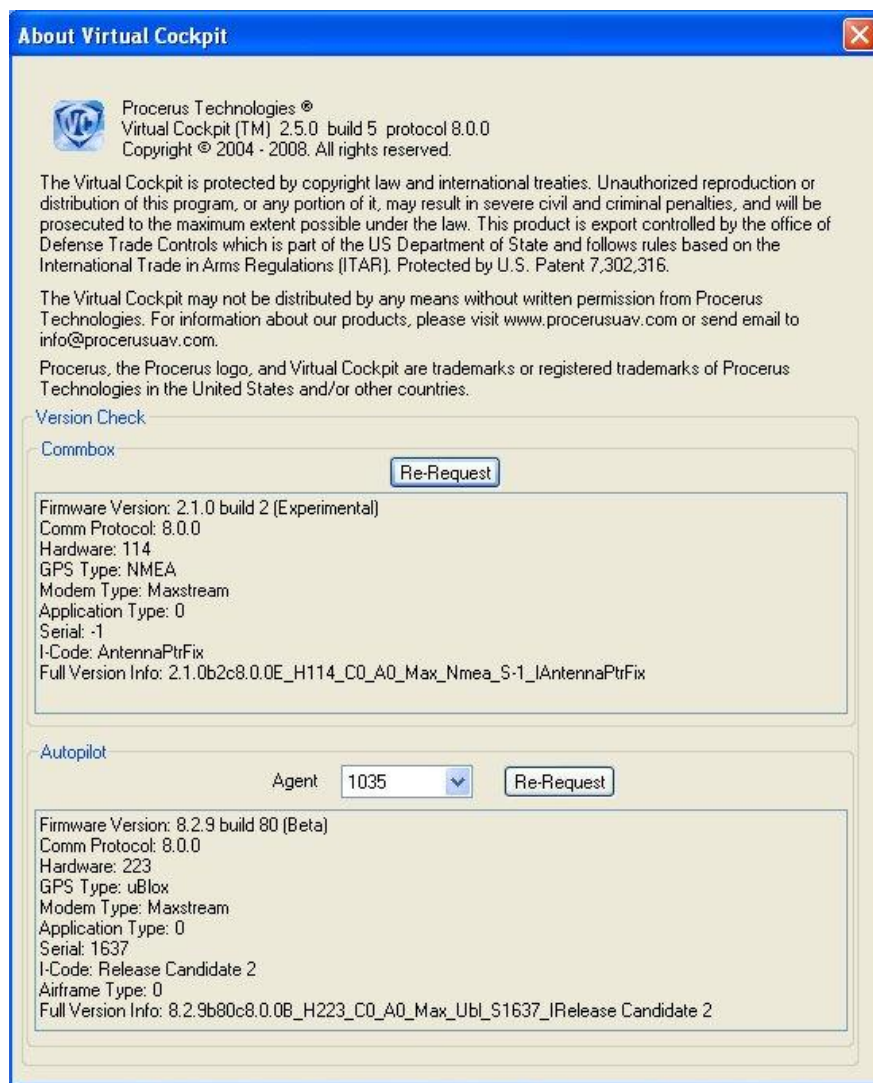 About Virtual Cockpit
VC
Procerus Technologies ®
Virtual Cockpit (TM) 2.5.0 build 5 protocol 8.0.0
Copyright © 2004 - 2008. All rights reserved.
The Virtual Cockpit is protected by copyright law and international treaties. Unauthorized reproduction or
distribution of this program, or any portion of it, may result in severe civil and criminal penalties, and will be
prosecuted to the maximum extent possible under the law. This product is export controlled by the office of
Defense Trade Controls which is part of the US Department of State and follows rules based on the
International Trade in Arms Regulations (ITAR). Protected by U.S. Patent 7,302,316.
The Virtual Cockpit may not be distributed by any means without written permission from Procerus
Technologies. For information about our products, please visit www.procerusuav.com or send email to
info@procerusuav.com.
Procerus, the Procerus logo, and Virtual Cockpit are trademarks or registered trademarks of Procerus
Technologies in the United States and/or other countries.
Version Check
Commbox
Re-Request
Firmware Version: 2.1.0 build 2 (Experimental)
Comm Protocol: 8.0.0
Hardware: 114
GPS Type: NMEA
Modem Type: Maxstream
Application Type: 0
Serial: -1
I-Code: AntennaPtrFix
Full Version Info: 2.1.0b2c8.0.0E_H114_C0_A0_Max_Nmea_S-1_IAntennaPtrFix
Autopilot
Agent 1035 Re-Request
Firmware Version: 8.2.9 build 80 (Beta)
Comm Protocol: 8.0.0
Hardware: 223
GPS Type: uBlox
Modem Type: Maxstream
Application Type: 0
Serial: 1637
I-Code: Release Candidate 2
Airframe Type: 0
Full Version Info: 8.2.9b80c8.0.0B_H223_C0_A0_Max_Ubl_S1637_IRelease Candidate 2